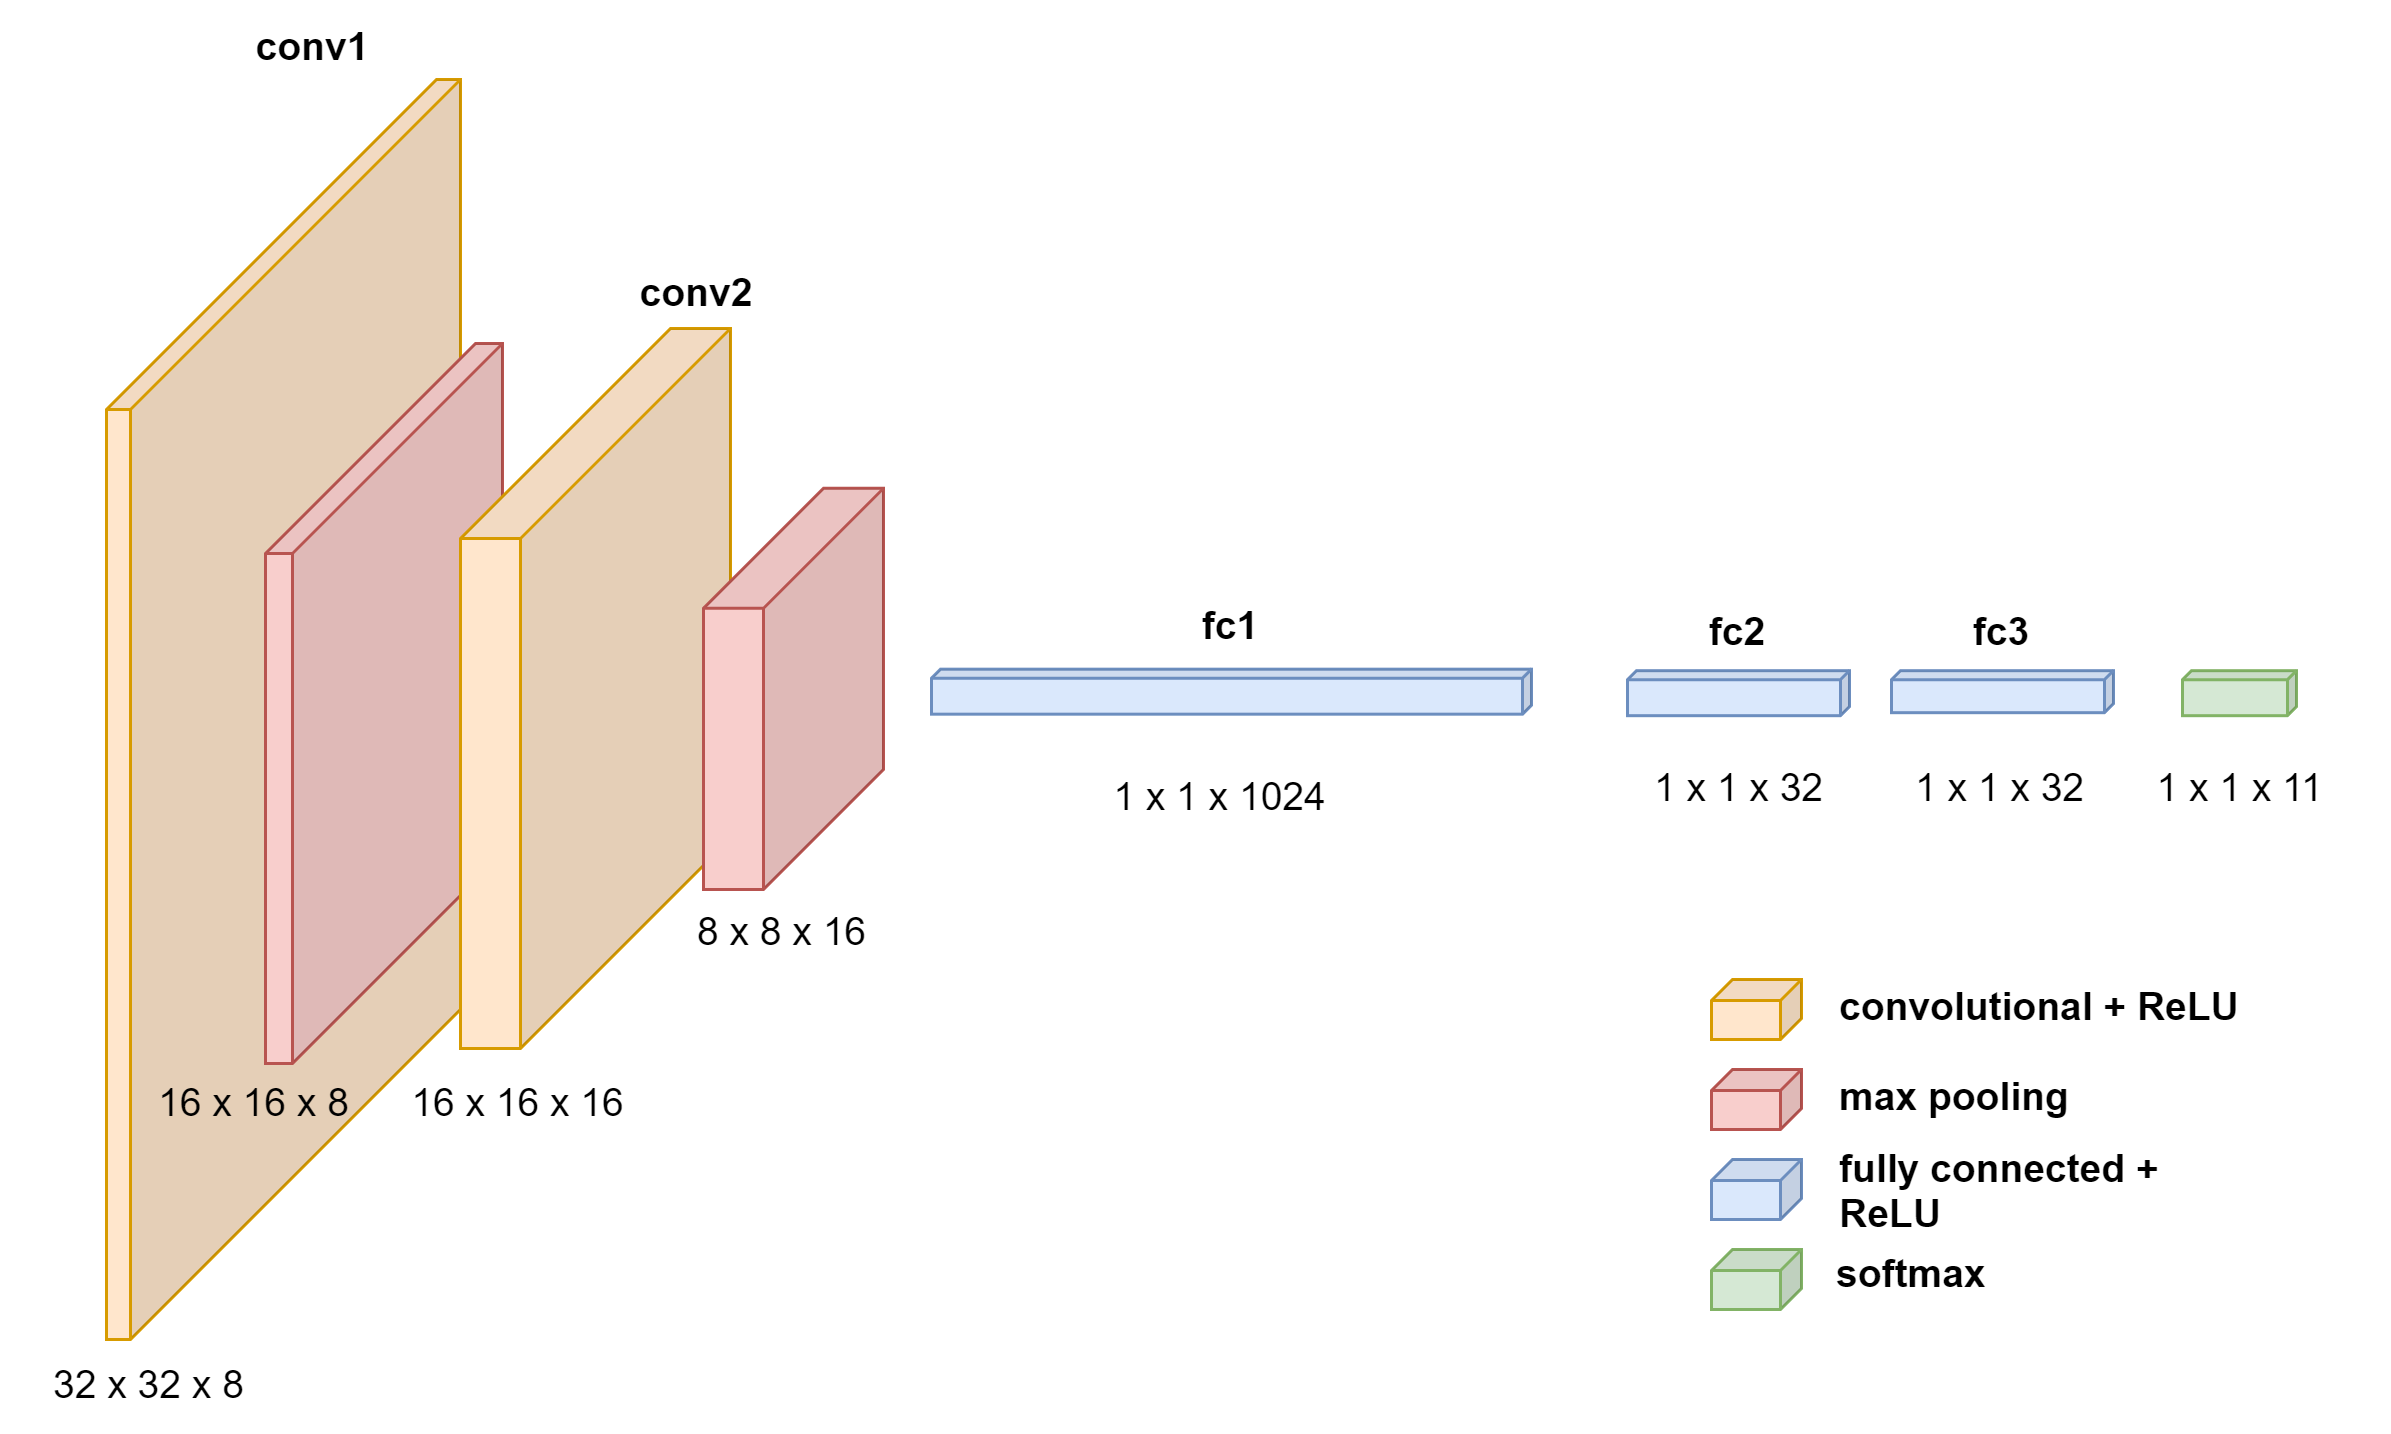 conv1
conv2
fc1
fc2
fc3
1 x 1 x 1024
1 x 1 x 32
1 x 1 x 32
1 x 1 x 11
8 x 8 x 16
16 x 16 x 8
16 x 16 x 16
32 x 32 x 8
convolutional + ReLU
max pooling
fully connected +
ReLU
softmax